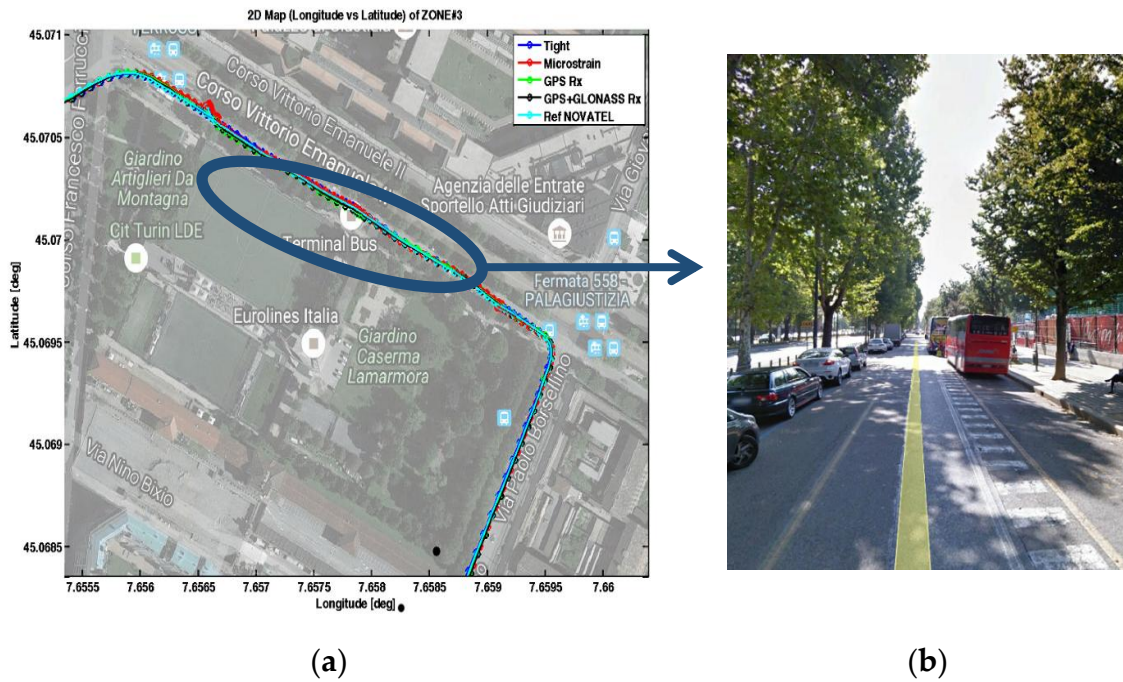 2D Map (Longitude vs Latitude) of ZONE#3
45.071
45.0705
45.07
45.0695
45.069
45.0685
Latitude [deg]
7.6555
7.656
7.6565
7.657
7.6575
7.658
7.6585
7.659
7.6595
7.66
Longitude [deg]
Tight
Microstrain
GPS Rx
GPS+GLONASS Rx
Ref NOVATEL
Corso Vittorio Emanuele II
Corso Vittorio Emanuele
Giardino
Artiglieri Da
Montagna
Cit Turin LDE
Terminal Bus
Agenzia delle Entrate
Sportello Atti Giudiziari
Via Giov
Fermata 558 -
PALAGIUSTIZIA
Eurolines Italia
Giardino
Caserma
Lamarmora
Via Paolo Borsellino
Via Nino Bixio
(a)
(b)